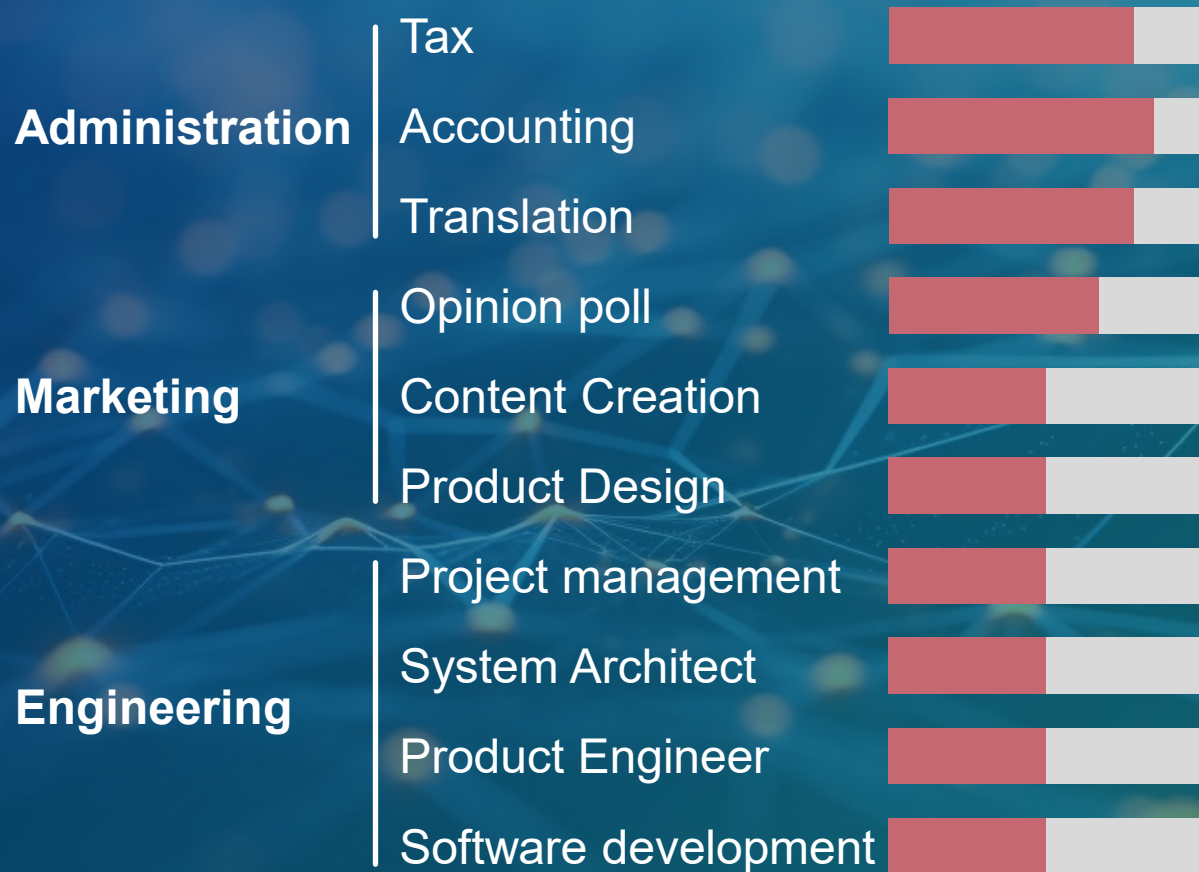 Administration
Tax
Accounting
Translation
Marketing
Opinion poll
Content Creation
Product Design
Engineering
Project management
System Architect
Product Engineer
Software development